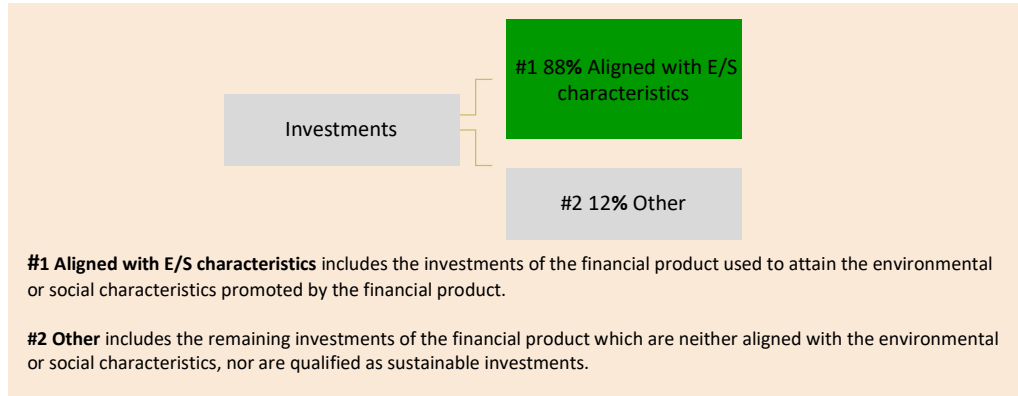 #1 88% Aligned with E/S
characteristics
Investments
#2 12% Other
#1 Aligned with E/S characteristics includes the investments of the financial product used to attain the environmental
or social characteristics promoted by the financial product.
#2 Other includes the remaining investments of the financial product which are neither aligned with the environmental
or social characteristics, nor are qualified as sustainable investments.